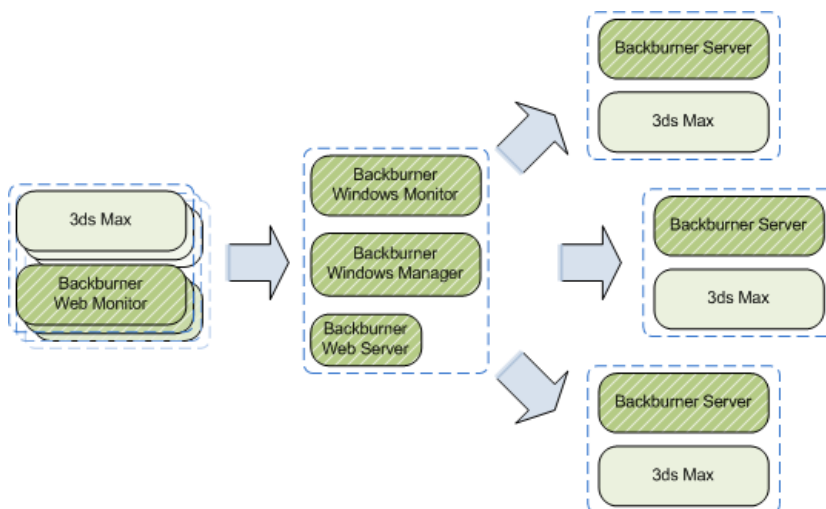 3ds Max
Backburner
Web Monitor
Backburner
Windows Monitor
Backburner
Windows Manager
Backburner
Web Server
Backburner Server
3ds Max
Backburner Server
3ds Max
Backburner Server
3ds Max